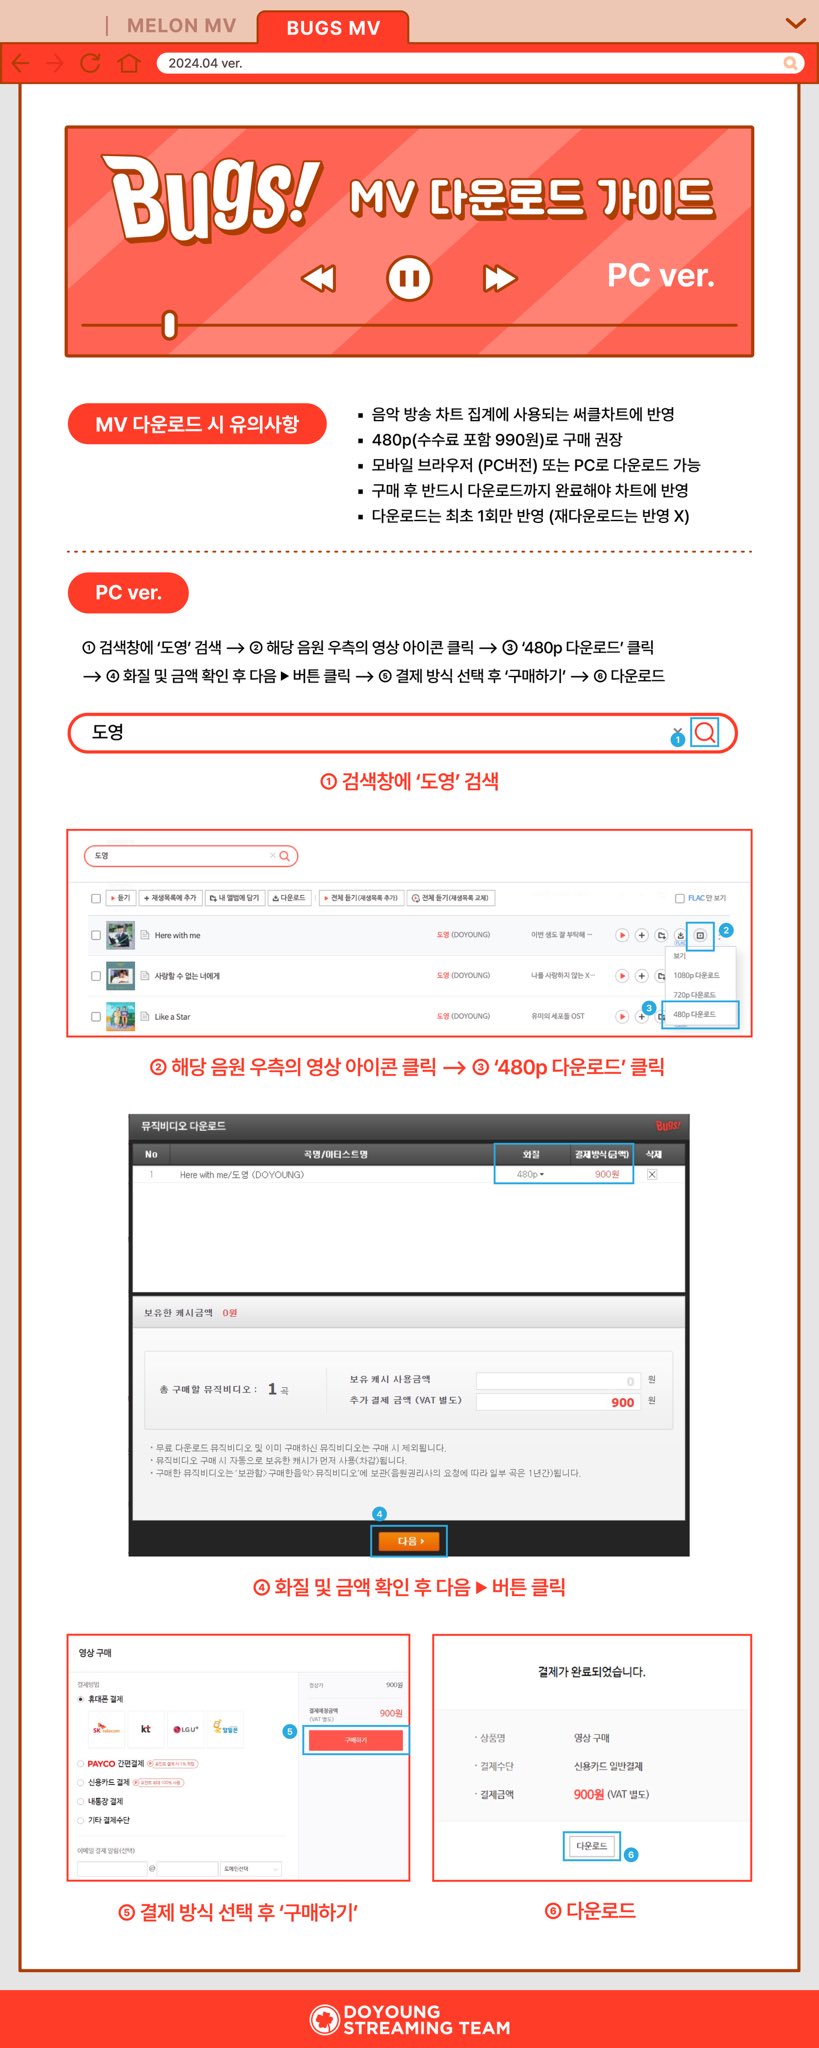 MELON MV
BUGS MV
2024.04 ver.
Bugs! MV 다운로드 가이드
PC ver.
MV 다운로드 시 유의사항
▪ 음악 방송 차트 집계에 사용되는 써클차트에 반영
▪ 480p(수수료 포함 990원)로 구매 권장
▪ 모바일 브라우저 (PC버전) 또는 PC로 다운로드 가능
▪ 구매 후 반드시 다운로드까지 완료해야 차트에 반영
▪ 다운로드는 최초 1회만 반영 (재다운로드는 반영 X)
PC ver.
① 검색창에 ‘도영’ 검색 → ② 해당 음원 우측의 영상 아이콘 클릭 → ③ ‘480p 다운로드’ 클릭
→ ④ 화질 및 금액 확인 후 다음 ▶ 버튼 클릭 → ⑤ 결제 방식 선택 후 ‘구매하기’ → ⑥ 다운로드
도영
1
① 검색창에 ‘도영’ 검색
도영
듣기 + 재생목록에 추가 내 앨범에 담기 다운로드 전체 듣기(재생목록 추가) 전체 듣기(재생목록 교체) FLAC 만 보기
Here with me 도영 (DOYOUNG) 이번 생도 잘 부탁해 ···
2
보기
사랑할 수 없는 너에게 도영 (DOYOUNG) 나를 사랑하지 않는 X···
1080p 다운로드
720p 다운로드
3
Like a Star 도영 (DOYOUNG) 유미의 세포들 OST
480p 다운로드
② 해당 음원 우측의 영상 아이콘 클릭 → ③ ‘480p 다운로드’ 클릭
뮤직비디오 다운로드 Bugs!
No 곡명/아티스트명 화질 결제방식(금액) 삭제
1 Here with me/도영 (DOYOUNG) 480p 900원
보유한 캐시금액 0원
총 구매할 뮤직비디오 : 1 곡
보유 캐시 사용금액 0 원
추가 결제 금액 (VAT 별도) 900 원
· 무료 다운로드 뮤직비디오 및 이미 구매하신 뮤직비디오는 구매 시 제외됩니다.
· 뮤직비디오 구매 시 자동으로 보유한 캐시가 먼저 사용(차감)됩니다.
· 구매한 뮤직비디오는 '보관함>구매한음악>뮤직비디오'에 보관(음원권리사의 요청에 따라 일부 곡은 1년간)됩니다.
4
다음
④ 화질 및 금액 확인 후 다음 ▶ 버튼 클릭
영상 구매
결제방법
휴대폰 결제
SK telecom kt LG U+ 알뜰폰
PAYCO 간편결제
신용카드 결제
내통장 결제
기타 결제수단
이메일 결제 알림(선택)
@ 도메인선택
정상가 900원
결제예정금액 900원
(VAT 별도)
5
구매하기
결제가 완료되었습니다.
· 상품명 영상 구매
· 결제수단 신용카드 일반결제
· 결제금액 900원 (VAT 별도)
다운로드
6
⑤ 결제 방식 선택 후 ‘구매하기’
⑥ 다운로드
DOYOUNG
STREAMING TEAM